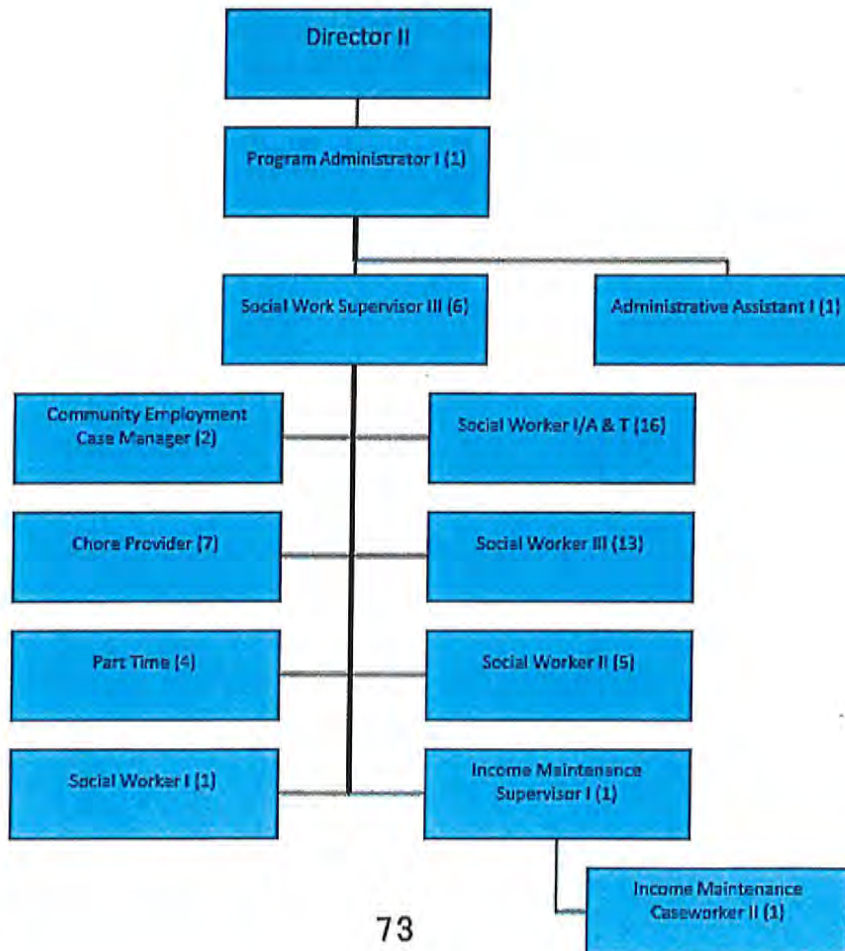 Director II
Program Administrator I (1)
Social Work Supervisor III (6)
Administrative Assistant I (1)
Community Employment
Case Manager (2)
Social Worker I/A & T (16)
Chore Provider (7)
Social Worker III (13)
Part Time (4)
Social Worker II (5)
Social Worker I (1)
Income Maintenance
Supervisor I (1)
Income Maintenance
Caseworker II (1)
73